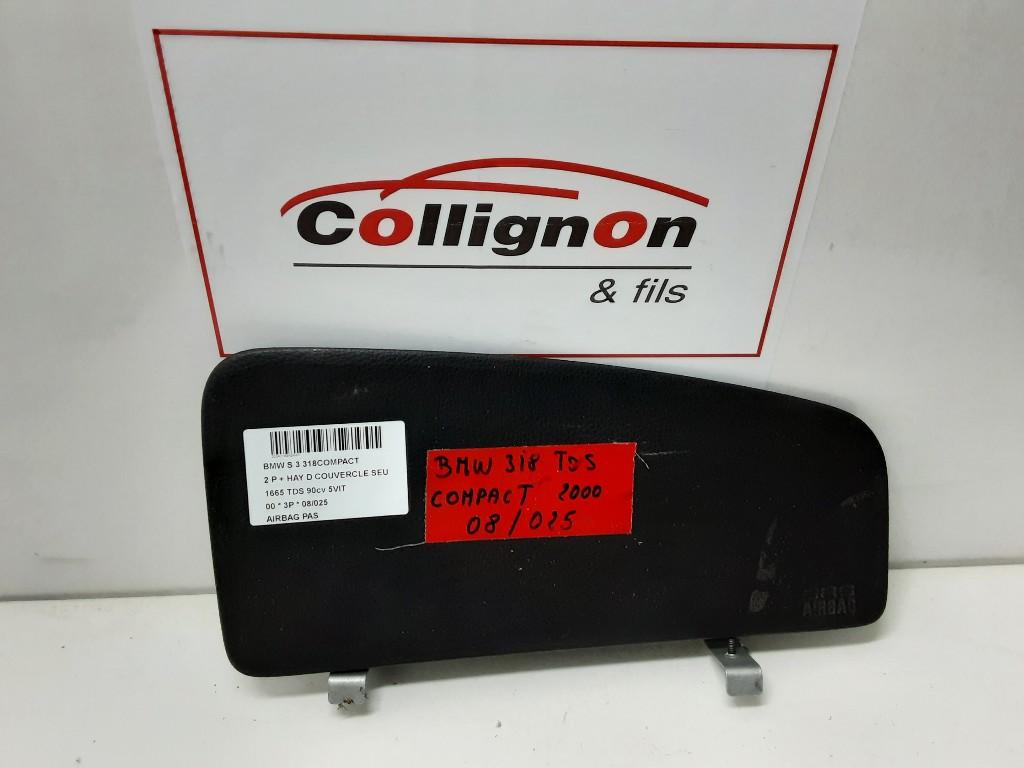 Collignon
& fils
BMW S 3 318COMPACT
2 P + HAY D COUVERCLE SEU
1665 TDS 90cv 5VIT
00 * 3P * 08/025
AIRBAG PAS
BMW 318 TDS
COMPACT 2000
08/025
AIRBAG